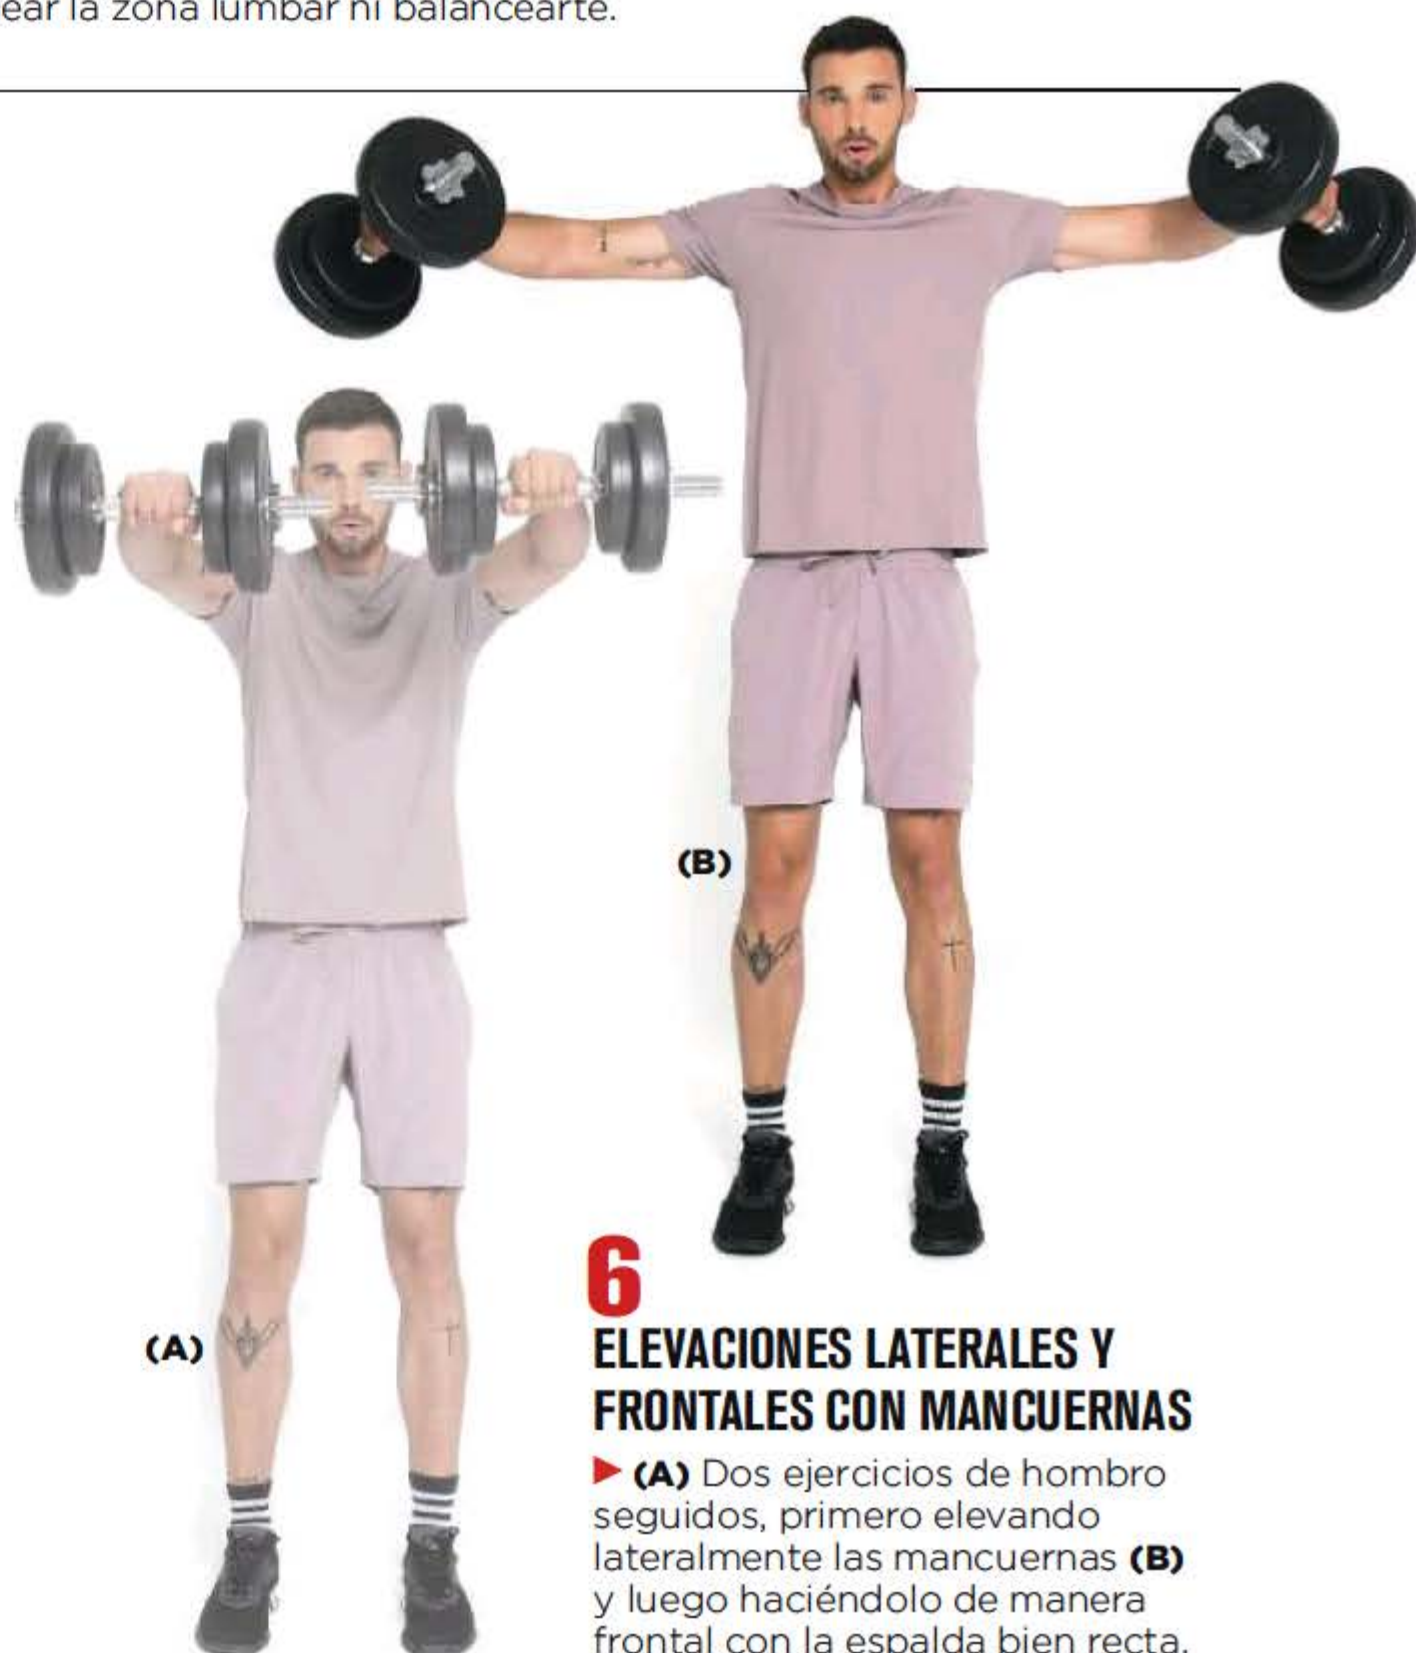 ear la zona lumbar ni balancearte.
(B)
(A)
6
ELEVACIONES LATERALES Y
FRONTALES CON MANCUERNAS
▶ (A) Dos ejercicios de hombro
seguidos, primero elevando
lateralmente las mancuernas (B)
y luego haciéndolo de manera
frontal con la espalda bien recta.